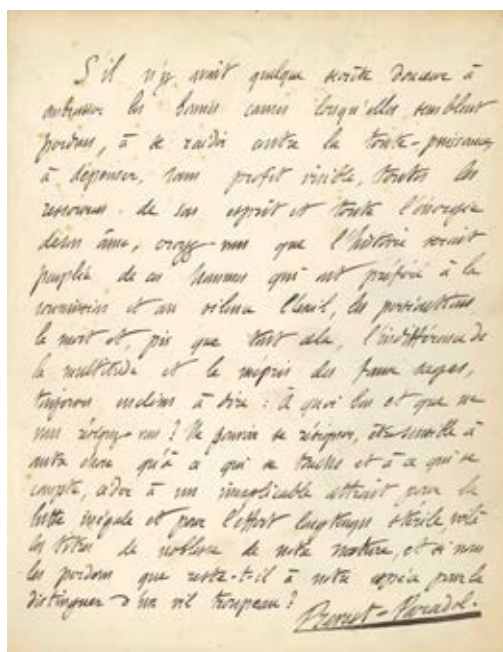 S'il n'y avait quelque secrète douceur à
embrasser les bonnes causes lorsqu'elles semblent
perdues, à se raidir contre la toute-puissance,
à dépenser, sans profit visible, toutes les
ressources de son esprit et toute l'énergie
de son âme, croyez-vous que l'histoire serait
peuplée de ces hommes qui ont préféré à la
soumission et au silence l'exil, les persécutions
la mort et, pis que tout cela, l'indifférence de
la multitude et le mépris des faux sages,
toujours enclins à dire : À quoi bon et que ne
vous résignez-vous ? Ne pouvoir se résigner, être sensible à
autre chose qu'à ce qui se touche et à ce qui se
compte, céder à un inexplicable attrait pour la
lutte inégale et pour l'effort longtemps stérile, voilà
les titres de noblesse de notre nature, et si nous
les perdons que reste-t-il à notre espèce pour la
distinguer d'un vil troupeau ?
Prevost-Paradol.